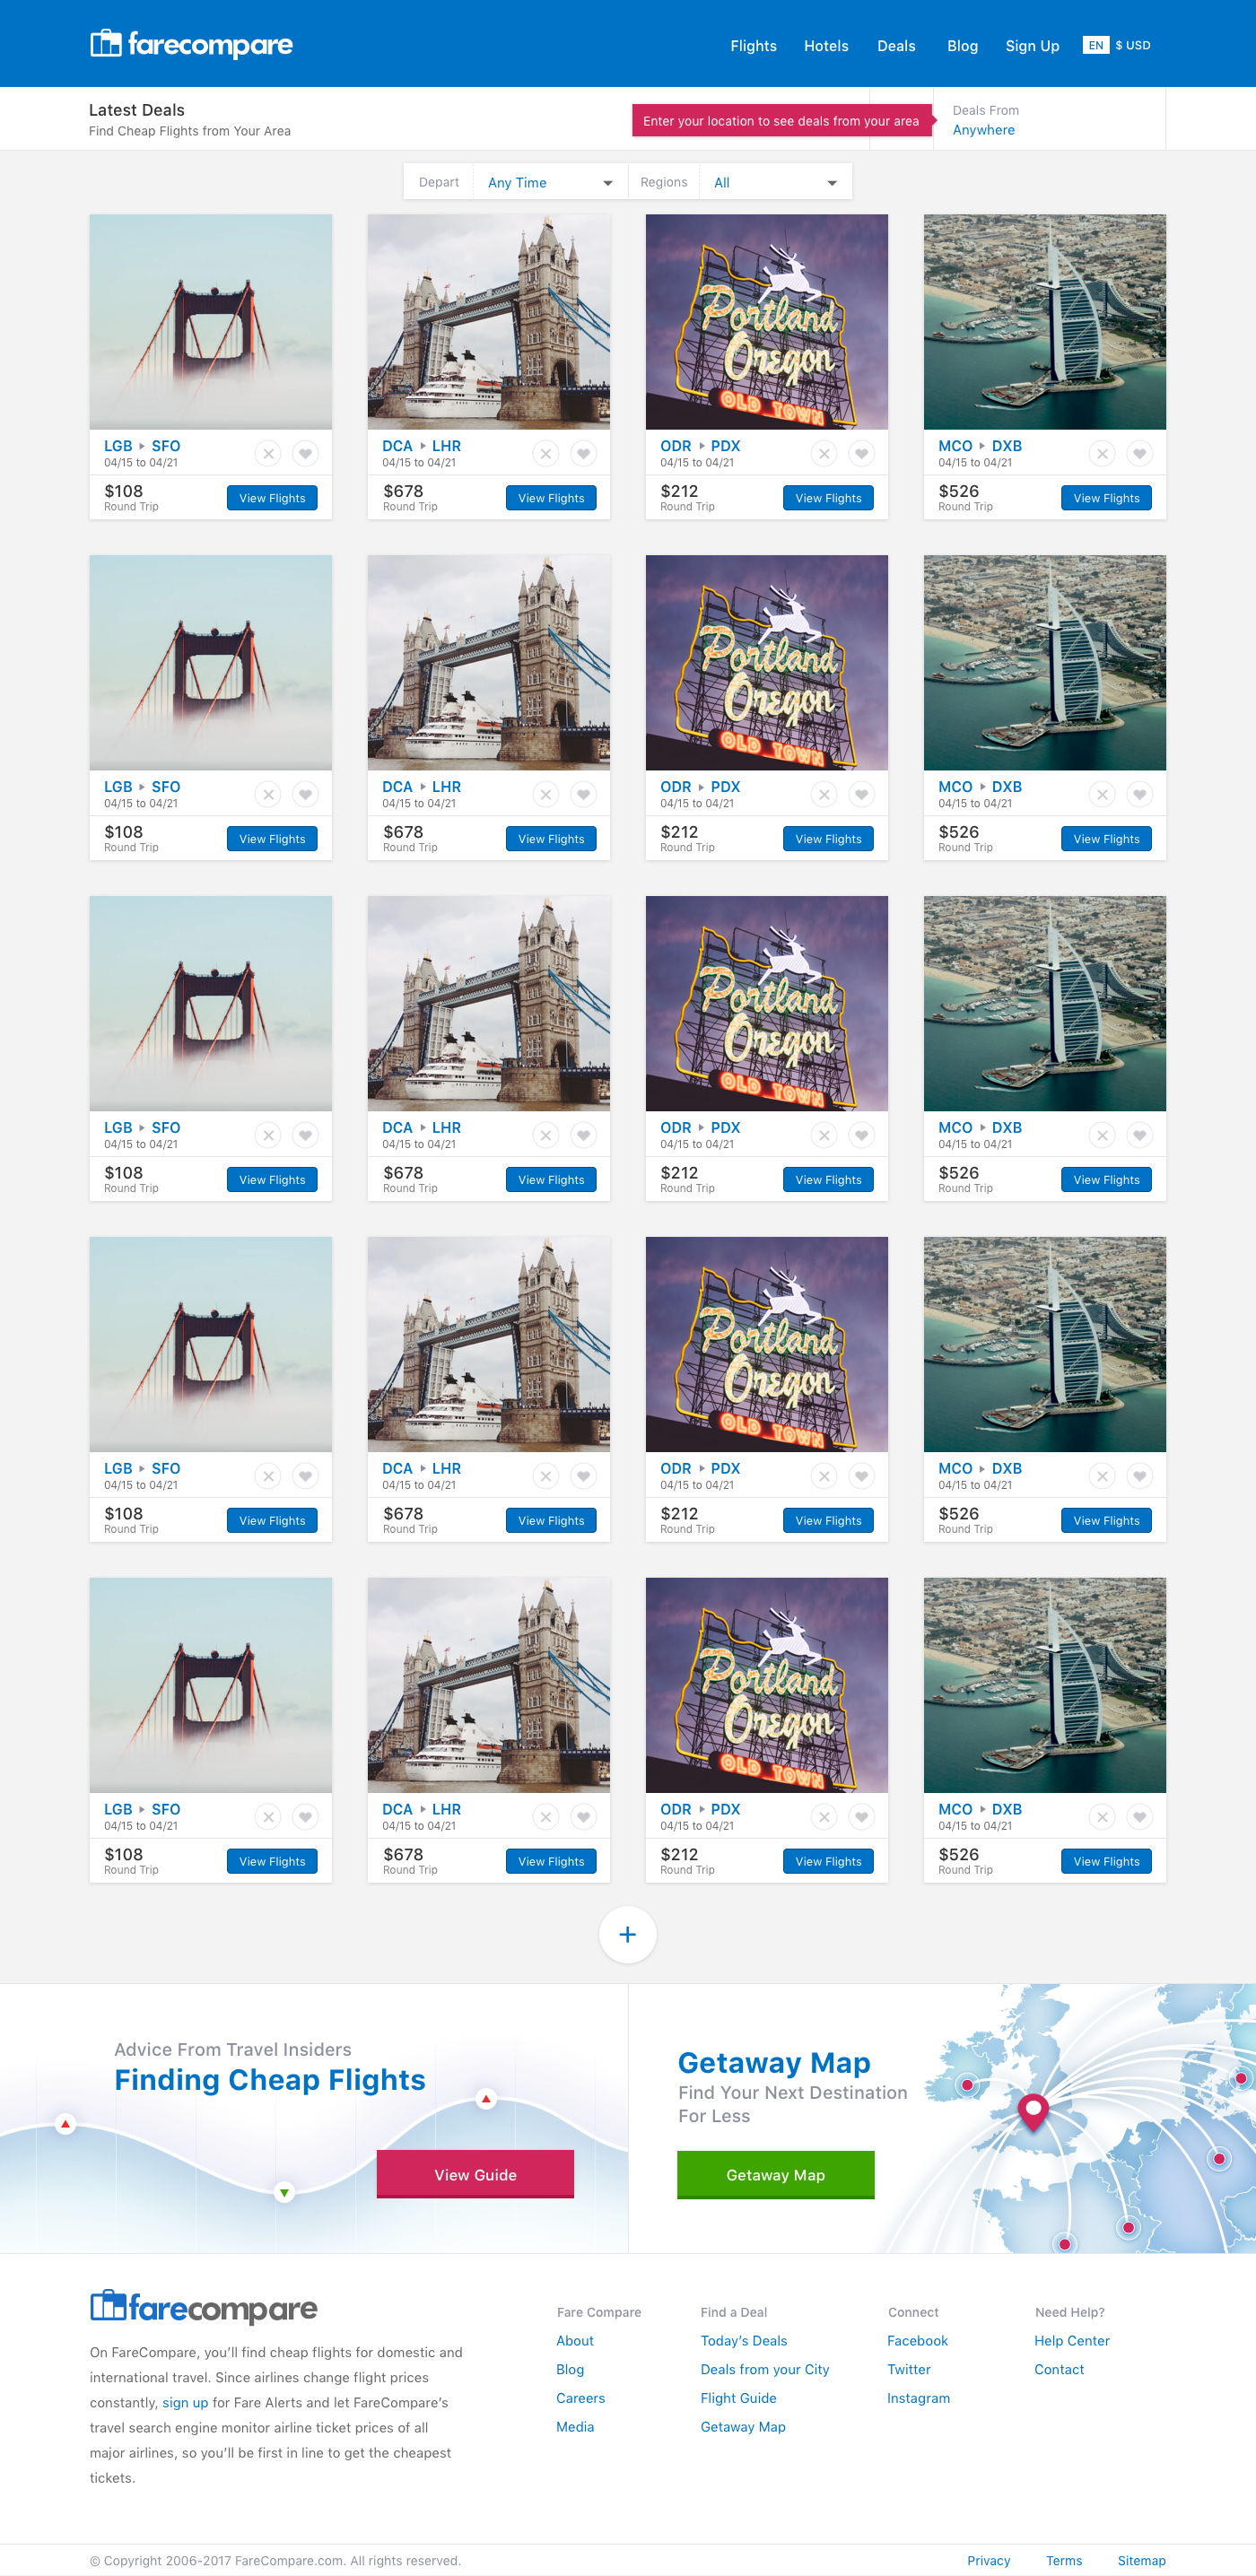 farecompare
Flights Hotels Deals Blog Sign Up EN $ USD
Latest Deals
Find Cheap Flights from Your Area
Enter your location to see deals from your area
Deals From
Anywhere
Depart Any Time Regions All
Portland
Oregon
OLD TOWN
LGB SFO
04/15 to 04/21
$108
Round Trip
View Flights
DCA LHR
04/15 to 04/21
$678
Round Trip
View Flights
ODR PDX
04/15 to 04/21
$212
Round Trip
View Flights
MCO DXB
04/15 to 04/21
$526
Round Trip
View Flights
Portland
Oregon
OLD TOWN
LGB SFO
04/15 to 04/21
$108
Round Trip
View Flights
DCA LHR
04/15 to 04/21
$678
Round Trip
View Flights
ODR PDX
04/15 to 04/21
$212
Round Trip
View Flights
MCO DXB
04/15 to 04/21
$526
Round Trip
View Flights
Portland
Oregon
OLD TOWN
LGB SFO
04/15 to 04/21
$108
Round Trip
View Flights
DCA LHR
04/15 to 04/21
$678
Round Trip
View Flights
ODR PDX
04/15 to 04/21
$212
Round Trip
View Flights
MCO DXB
04/15 to 04/21
$526
Round Trip
View Flights
Portland
Oregon
OLD TOWN
LGB SFO
04/15 to 04/21
$108
Round Trip
View Flights
DCA LHR
04/15 to 04/21
$678
Round Trip
View Flights
ODR PDX
04/15 to 04/21
$212
Round Trip
View Flights
MCO DXB
04/15 to 04/21
$526
Round Trip
View Flights
Portland
Oregon
OLD TOWN
LGB SFO
04/15 to 04/21
$108
Round Trip
View Flights
DCA LHR
04/15 to 04/21
$678
Round Trip
View Flights
ODR PDX
04/15 to 04/21
$212
Round Trip
View Flights
MCO DXB
04/15 to 04/21
$526
Round Trip
View Flights
+
Advice From Travel Insiders
Finding Cheap Flights
View Guide
Getaway Map
Find Your Next Destination
For Less
Getaway Map
farecompare
On FareCompare, you’ll find cheap flights for domestic and
international travel. Since airlines change flight prices
constantly, sign up for Fare Alerts and let FareCompare’s
travel search engine monitor airline ticket prices of all
major airlines, so you’ll be first in line to get the cheapest
tickets.
Fare Compare
About
Blog
Careers
Media
Find a Deal
Today’s Deals
Deals from your City
Flight Guide
Getaway Map
Connect
Facebook
Twitter
Instagram
Need Help?
Help Center
Contact
© Copyright 2006-2017 FareCompare.com. All rights reserved.
Privacy Terms Sitemap